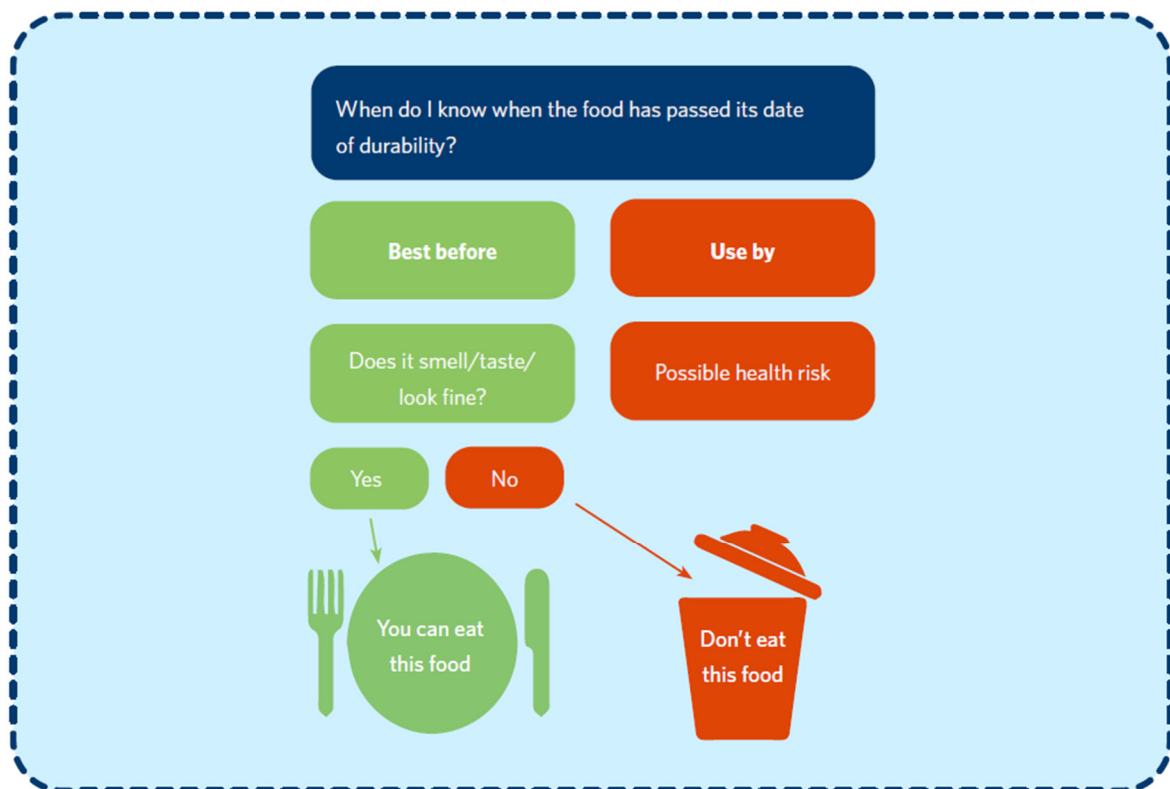 When do I know when the food has passed its date
of durability?
Best before
Use by
Does it smell/taste/
look fine?
Possible health risk
Yes
No
You can eat
this food
Don't eat
this food